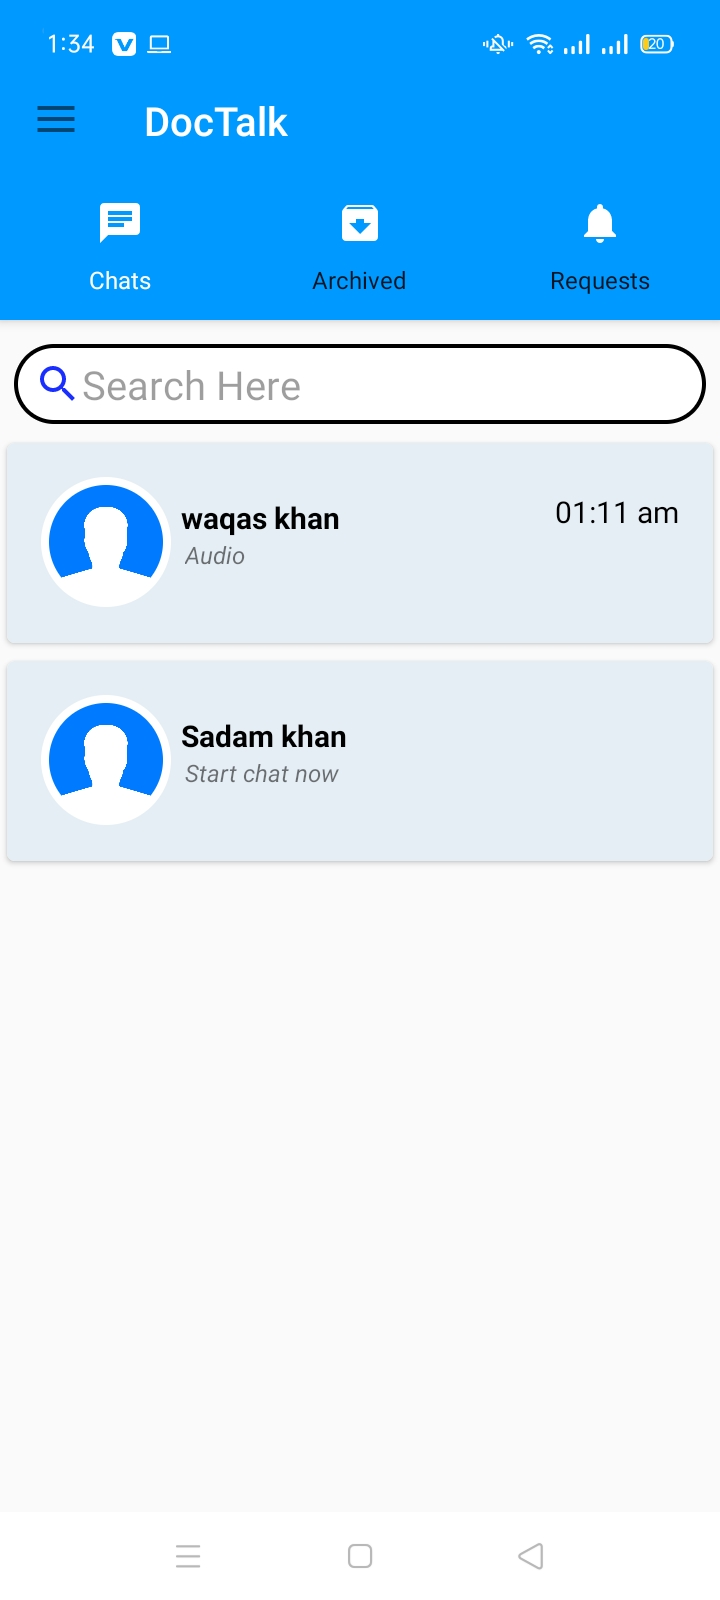 1:34
20
DocTalk
Chats
Archived
Requests
Search Here
waqas khan
01:11 am
Audio
Sadam khan
Start chat now